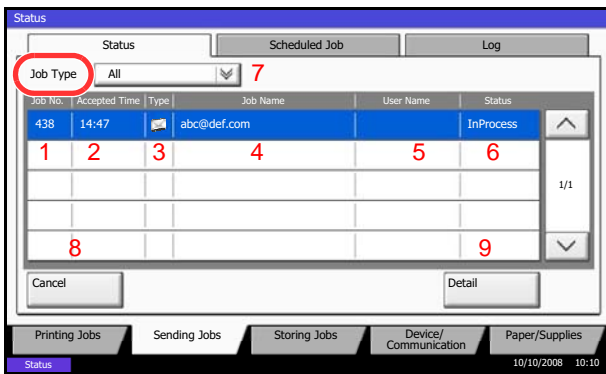 Status
Status Scheduled Job Log
Job Type All 7
Job No. Accepted Time Type Job Name User Name Status
438 14:47 abc@def.com InProcess
1 2 3 4 5 6
1/1
8 9
Cancel Detail
Printing Jobs Sending Jobs Storing Jobs Device/
Communication Paper/Supplies
Status 10/10/2008 10:10